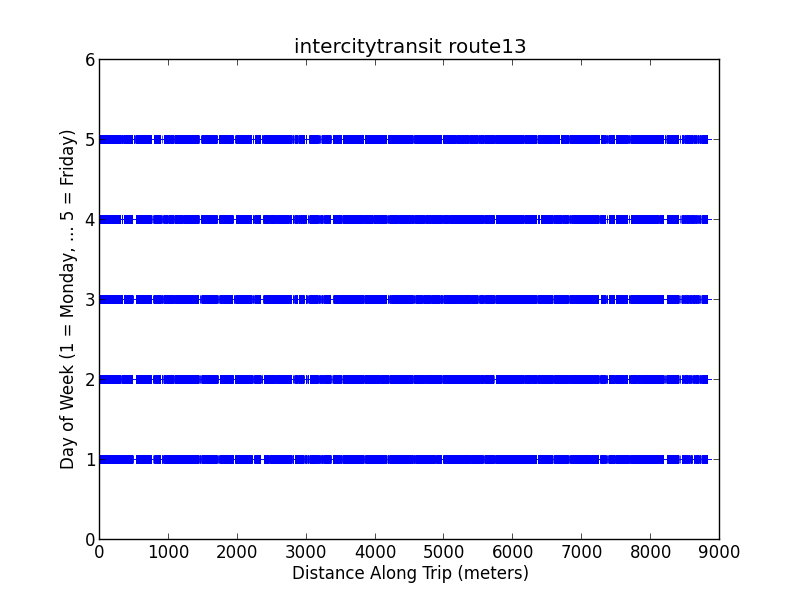 intercitytransit route13
6
5
4
3
2
1
0
Day of Week (1 = Monday, ... 5 = Friday)
0 1000 2000 3000 4000 5000 6000 7000 8000 9000
Distance Along Trip (meters)